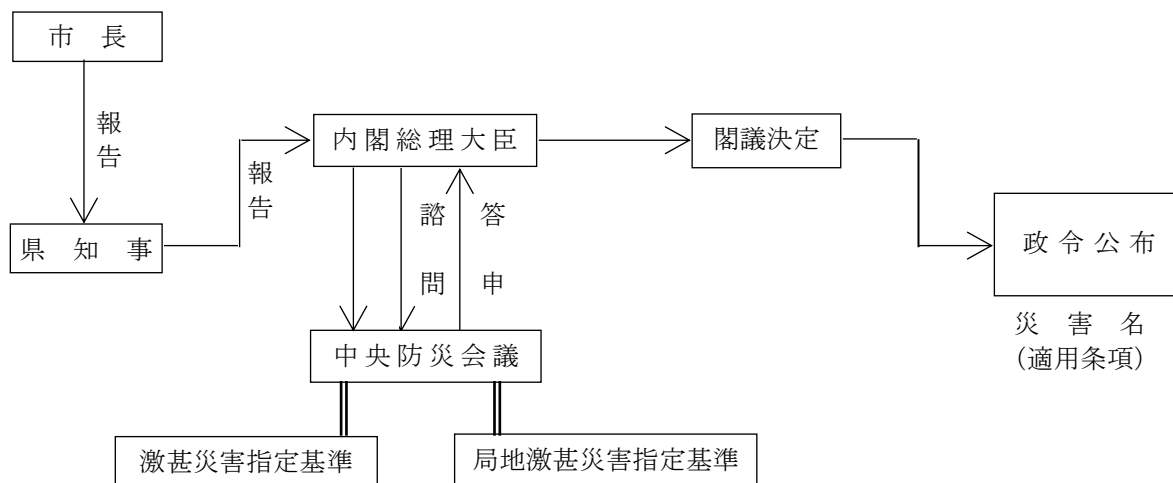 市長
報告
県知事
報告
内閣総理大臣
諮問
答申
中央防災会議
激甚災害指定基準
局地激甚災害指定基準
閣議決定
政令公布
災害名
(適用条項)